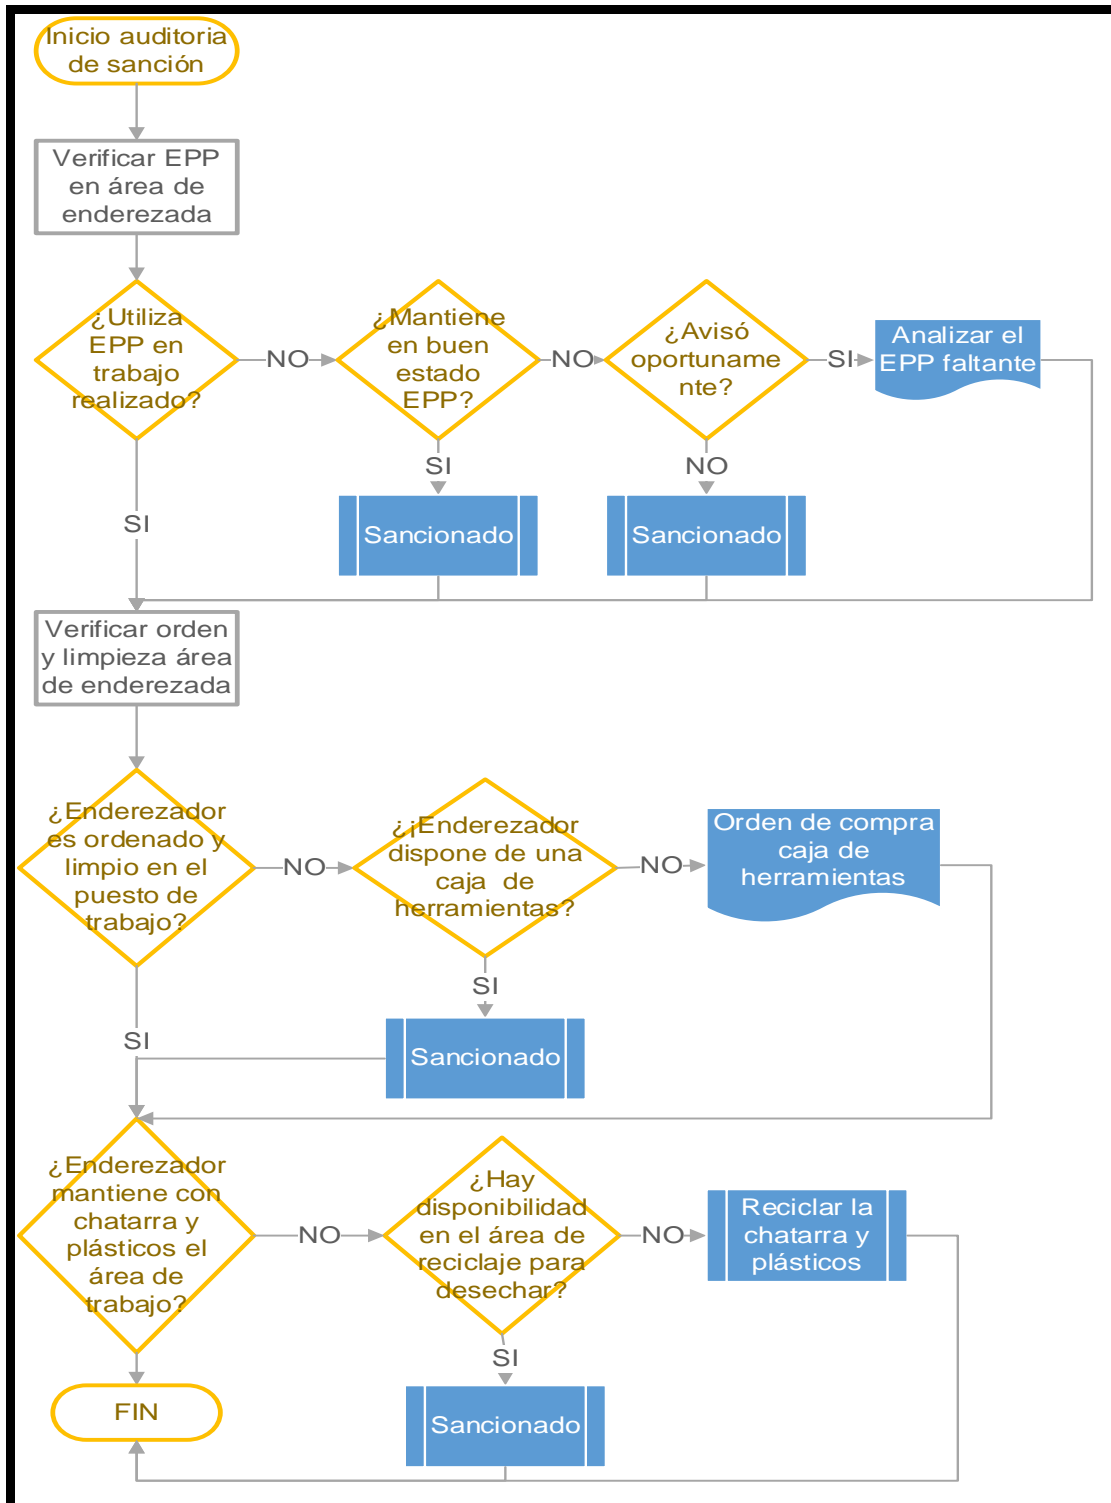 Inicio auditoria
de sanción
Verificar EPP
en área de
enderezada
¿Utiliza
EPP en
trabajo
realizado?
NO
¿Mantiene
en buen
estado
EPP?
NO
¿Avisó
oportuname
nte?
SI
Analizar el
EPP faltante
SI
NO
SI
Sancionado
Sancionado
Verificar orden
y limpieza área
de enderezada
¿Enderezador
es ordenado y
limpio en el
puesto de
trabajo?
NO
¿¡Enderezador
dispone de una
caja de
herramientas?
NO
Orden de compra
caja de
herramientas
SI
SI
Sancionado
¿Enderezador
mantiene con
chatarra y
plásticos el
área de
trabajo?
NO
¿Hay
disponibilidad
en el área de
reciclaje para
desechar?
NO
Reciclar la
chatarra y
plásticos
SI
FIN
Sancionado